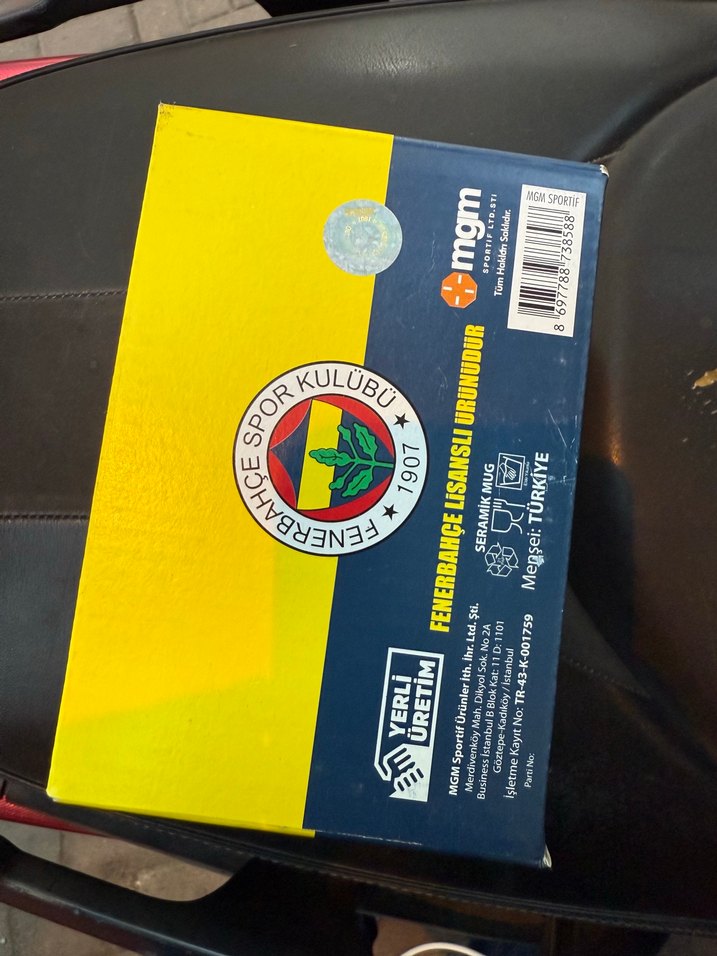 FENERBAHÇE SPOR KULÜBÜ
1907
YERLİ
ÜRETİM
FENERBAHÇE LİSANSLI ÜRÜNÜDÜR
mgm
SPORTIF LTD.STI
Tüm Hakları Saklıdır.
MGM SPORTİF
8 697788 738588
MGM Sportif Ürünler İth. İhr. Ltd. Şti.
Merdivenköy Mah. Dikyol Sok. No 2A
Business İstanbul B Blok Kat: 11 D: 1101
Göztepe-Kadıköy / İstanbul
İşletme Kayıt No: TR-43-K-001759
Parti No:
SERAMİK MUG
Menşei: TÜRKİYE